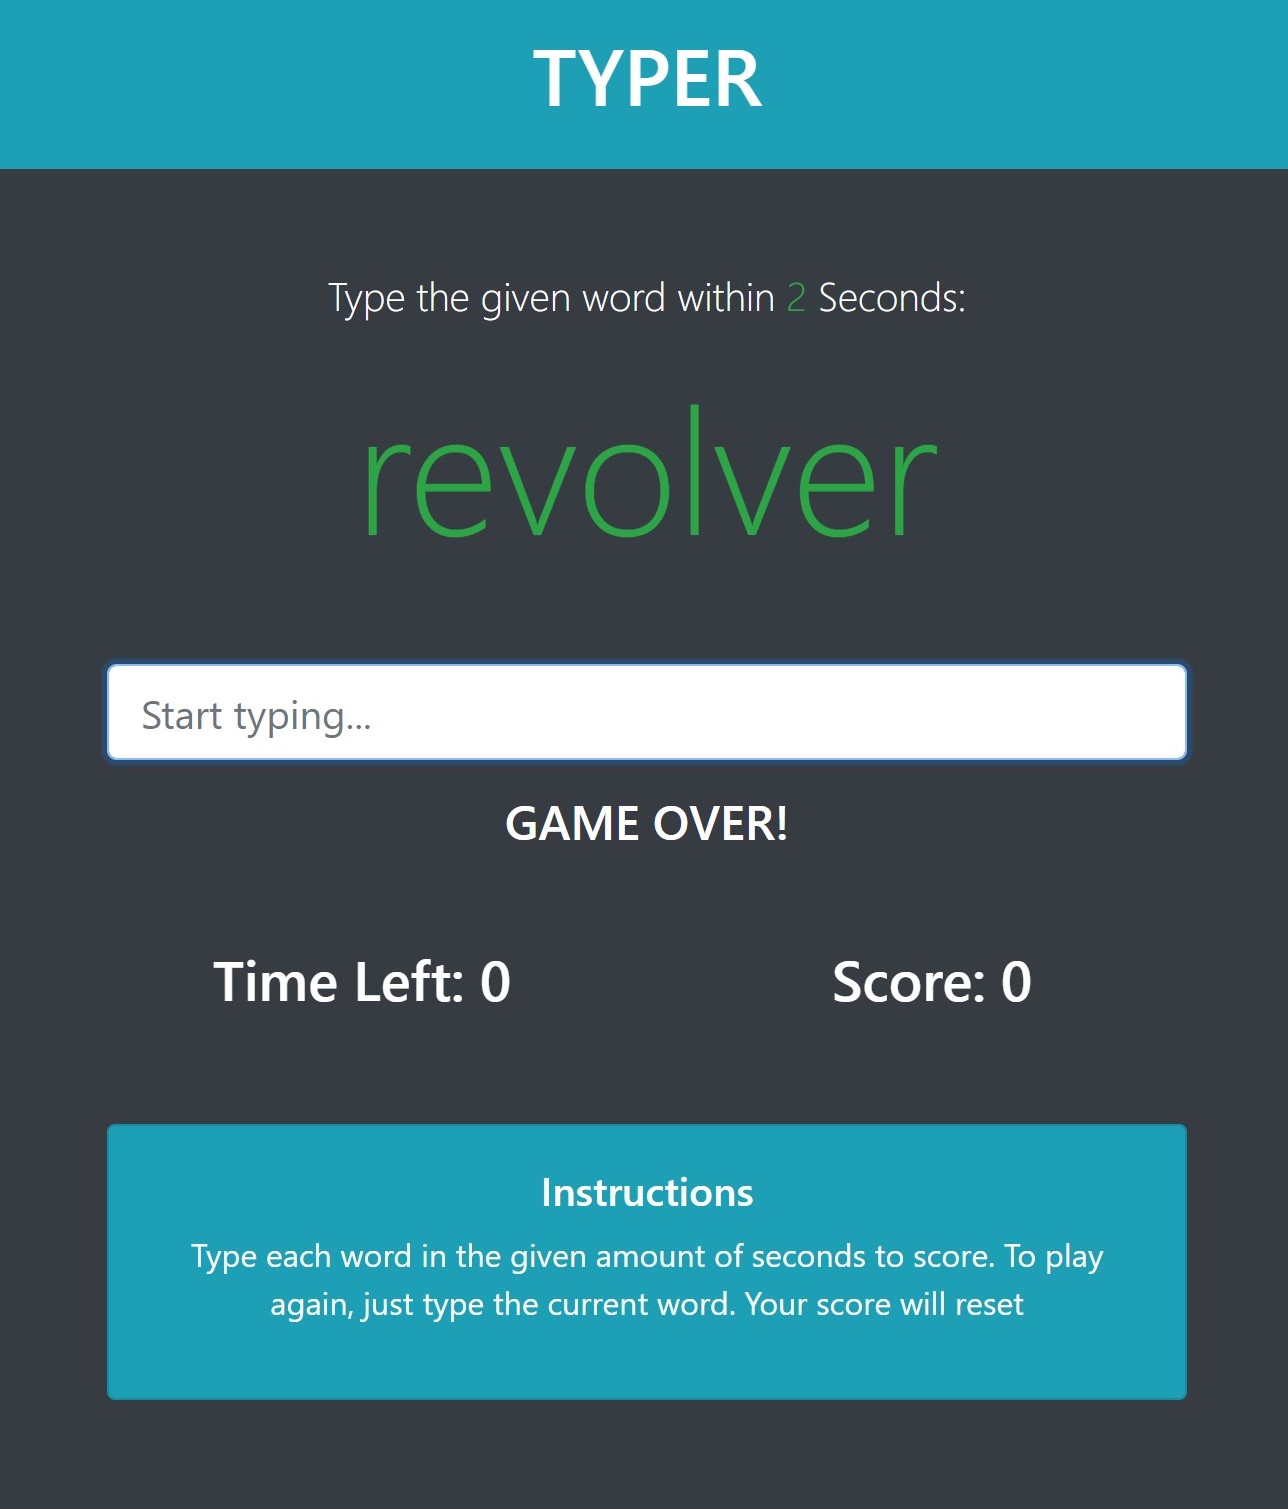 TYPER
Type the given word within 2 Seconds:
revolver
Start typing...
GAME OVER!
Time Left: 0
Score: 0
Instructions
Type each word in the given amount of seconds to score. To play
again, just type the current word. Your score will reset